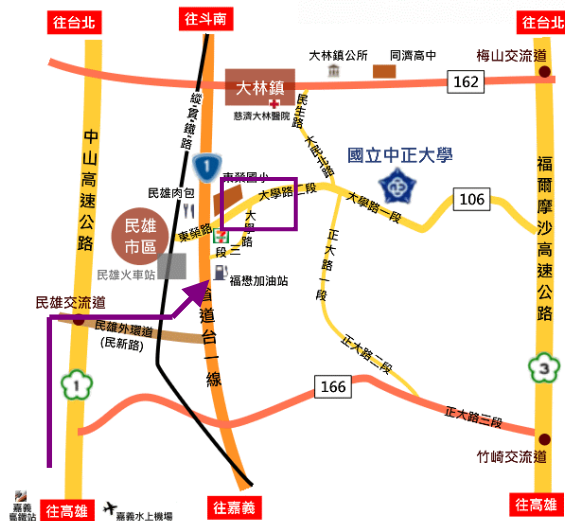 往台北
往斗南
往台北
大林鎮公所
同濟高中
梅山交流道
大林鎮
162
慈濟大林醫院
民生路
縱貫鐵路
大民北路
國立中正大學
中山高速公路
1
東榮國小
民雄肉包
大學路二段
大學路一段
106
福爾摩沙高速公路
民雄
市區
東榮路
大學路三段
7
正大路一段
民雄火車站
福懋加油站
民雄交流道
省道台一線
民雄外環道
(民新路)
正大路二段
1
166
3
正大路三段
竹崎交流道
嘉義
高鐵站
往高雄
嘉義水上機場
往嘉義
往高雄